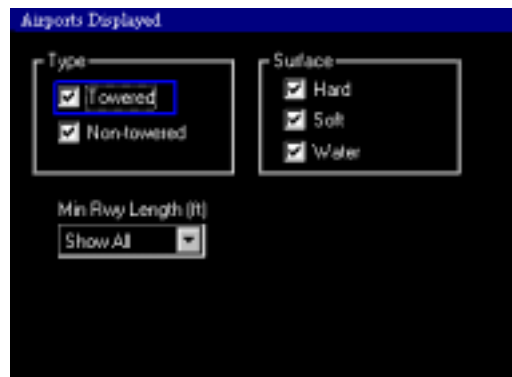 Airports Displayed
Type
Towered
Non-towered
Surface
Hard
Soft
Water
Min Rwy Length (ft)
Show All